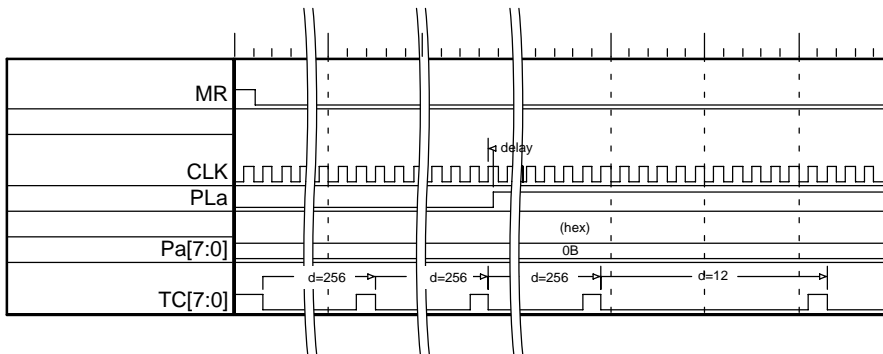 MR
delay
CLK
PLa
(hex)
Pa[7:0]
0B
d=256
d=256
d=256
d=12
TC[7:0]